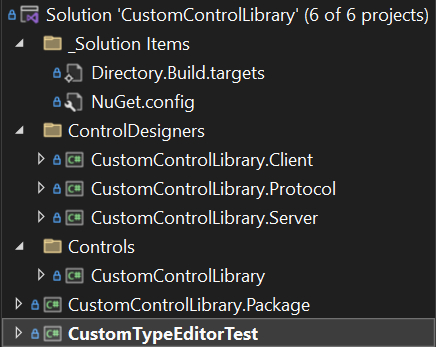 Solution 'CustomControlLibrary' (6 of 6 projects)
_Solution Items
Directory.Build.targets
NuGet.config
ControlDesigners
C# CustomControlLibrary.Client
C# CustomControlLibrary.Protocol
C# CustomControlLibrary.Server
Controls
C# CustomControlLibrary
C# CustomControlLibrary.Package
C# CustomTypeEditorTest